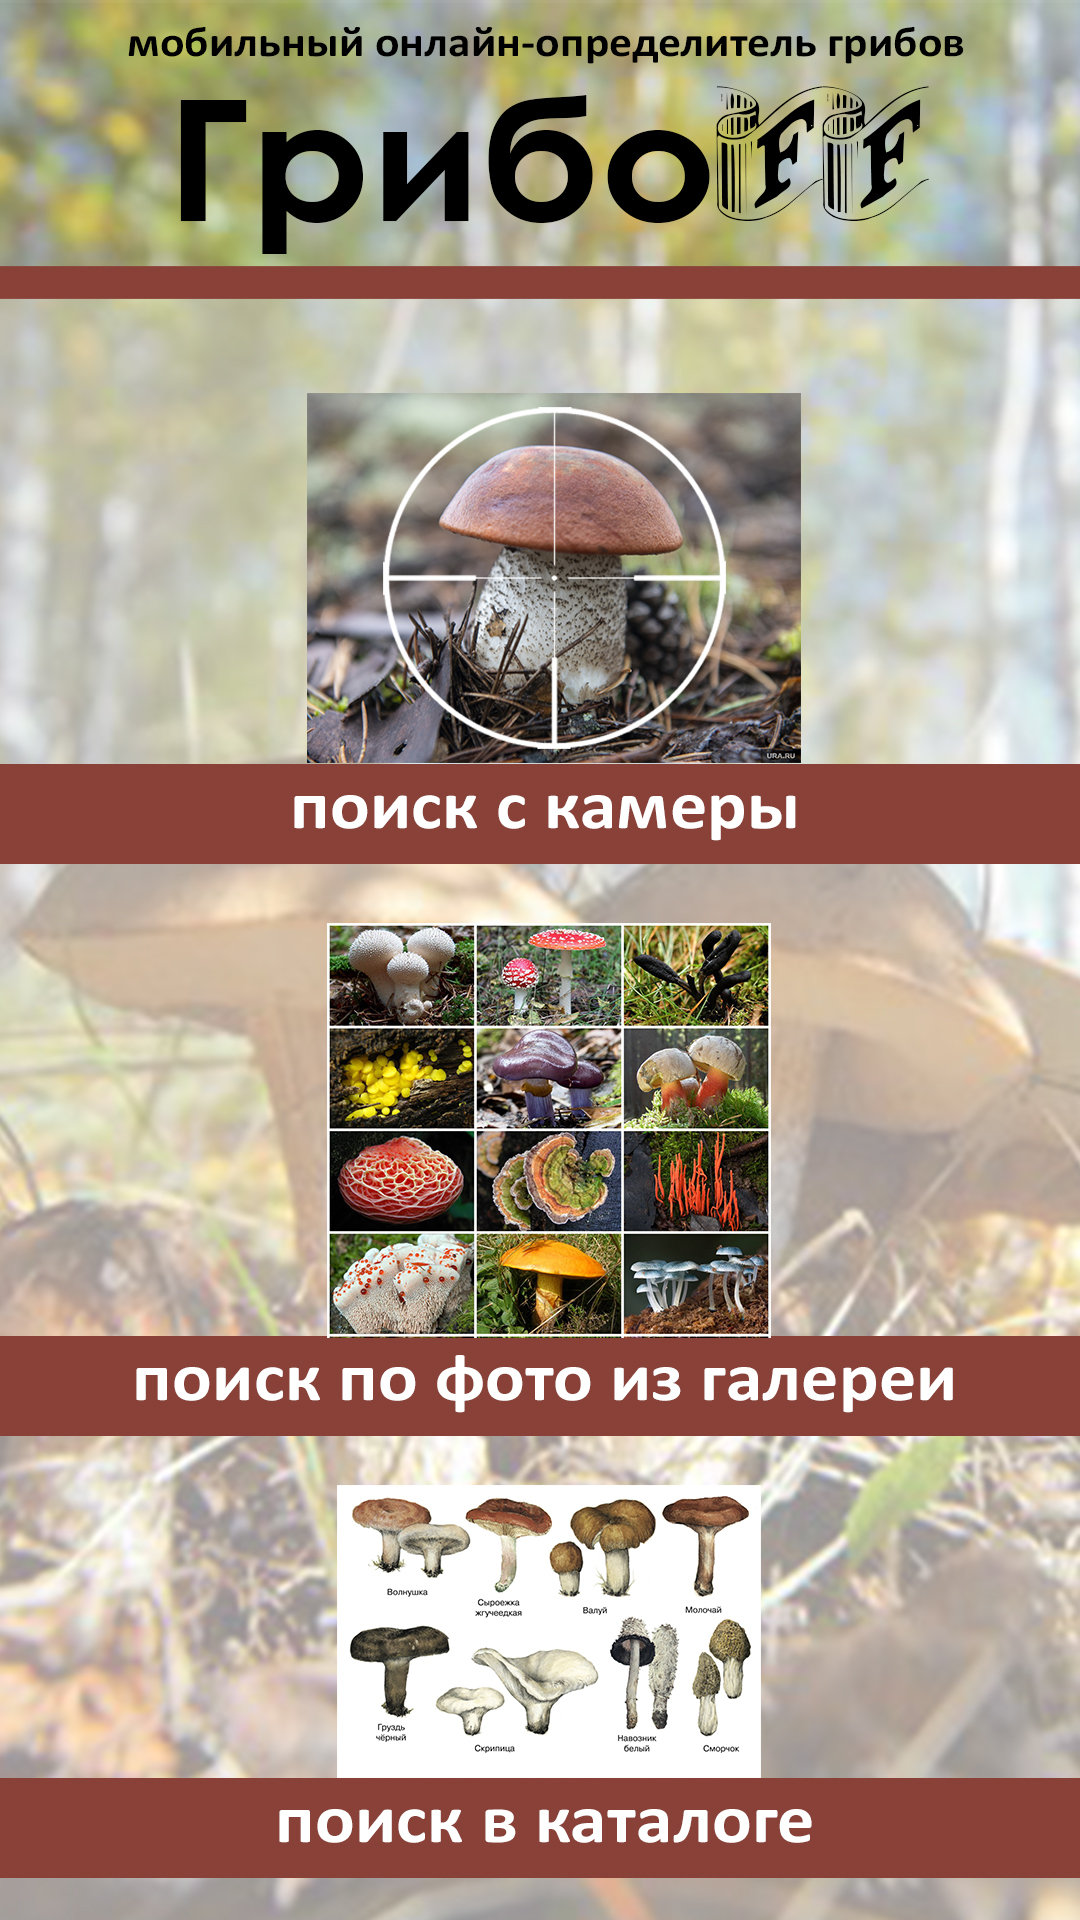 мобильный онлайн-определитель грибов
ГрибоFF
URA.RU
поиск с камеры
поиск по фото из галереи
Волнушка
Сыроежка
жгучеедкая
Валуй
Молочай
Груздь
чёрный
Скрипица
Навозник
белый
Сморчок
поиск в каталоге